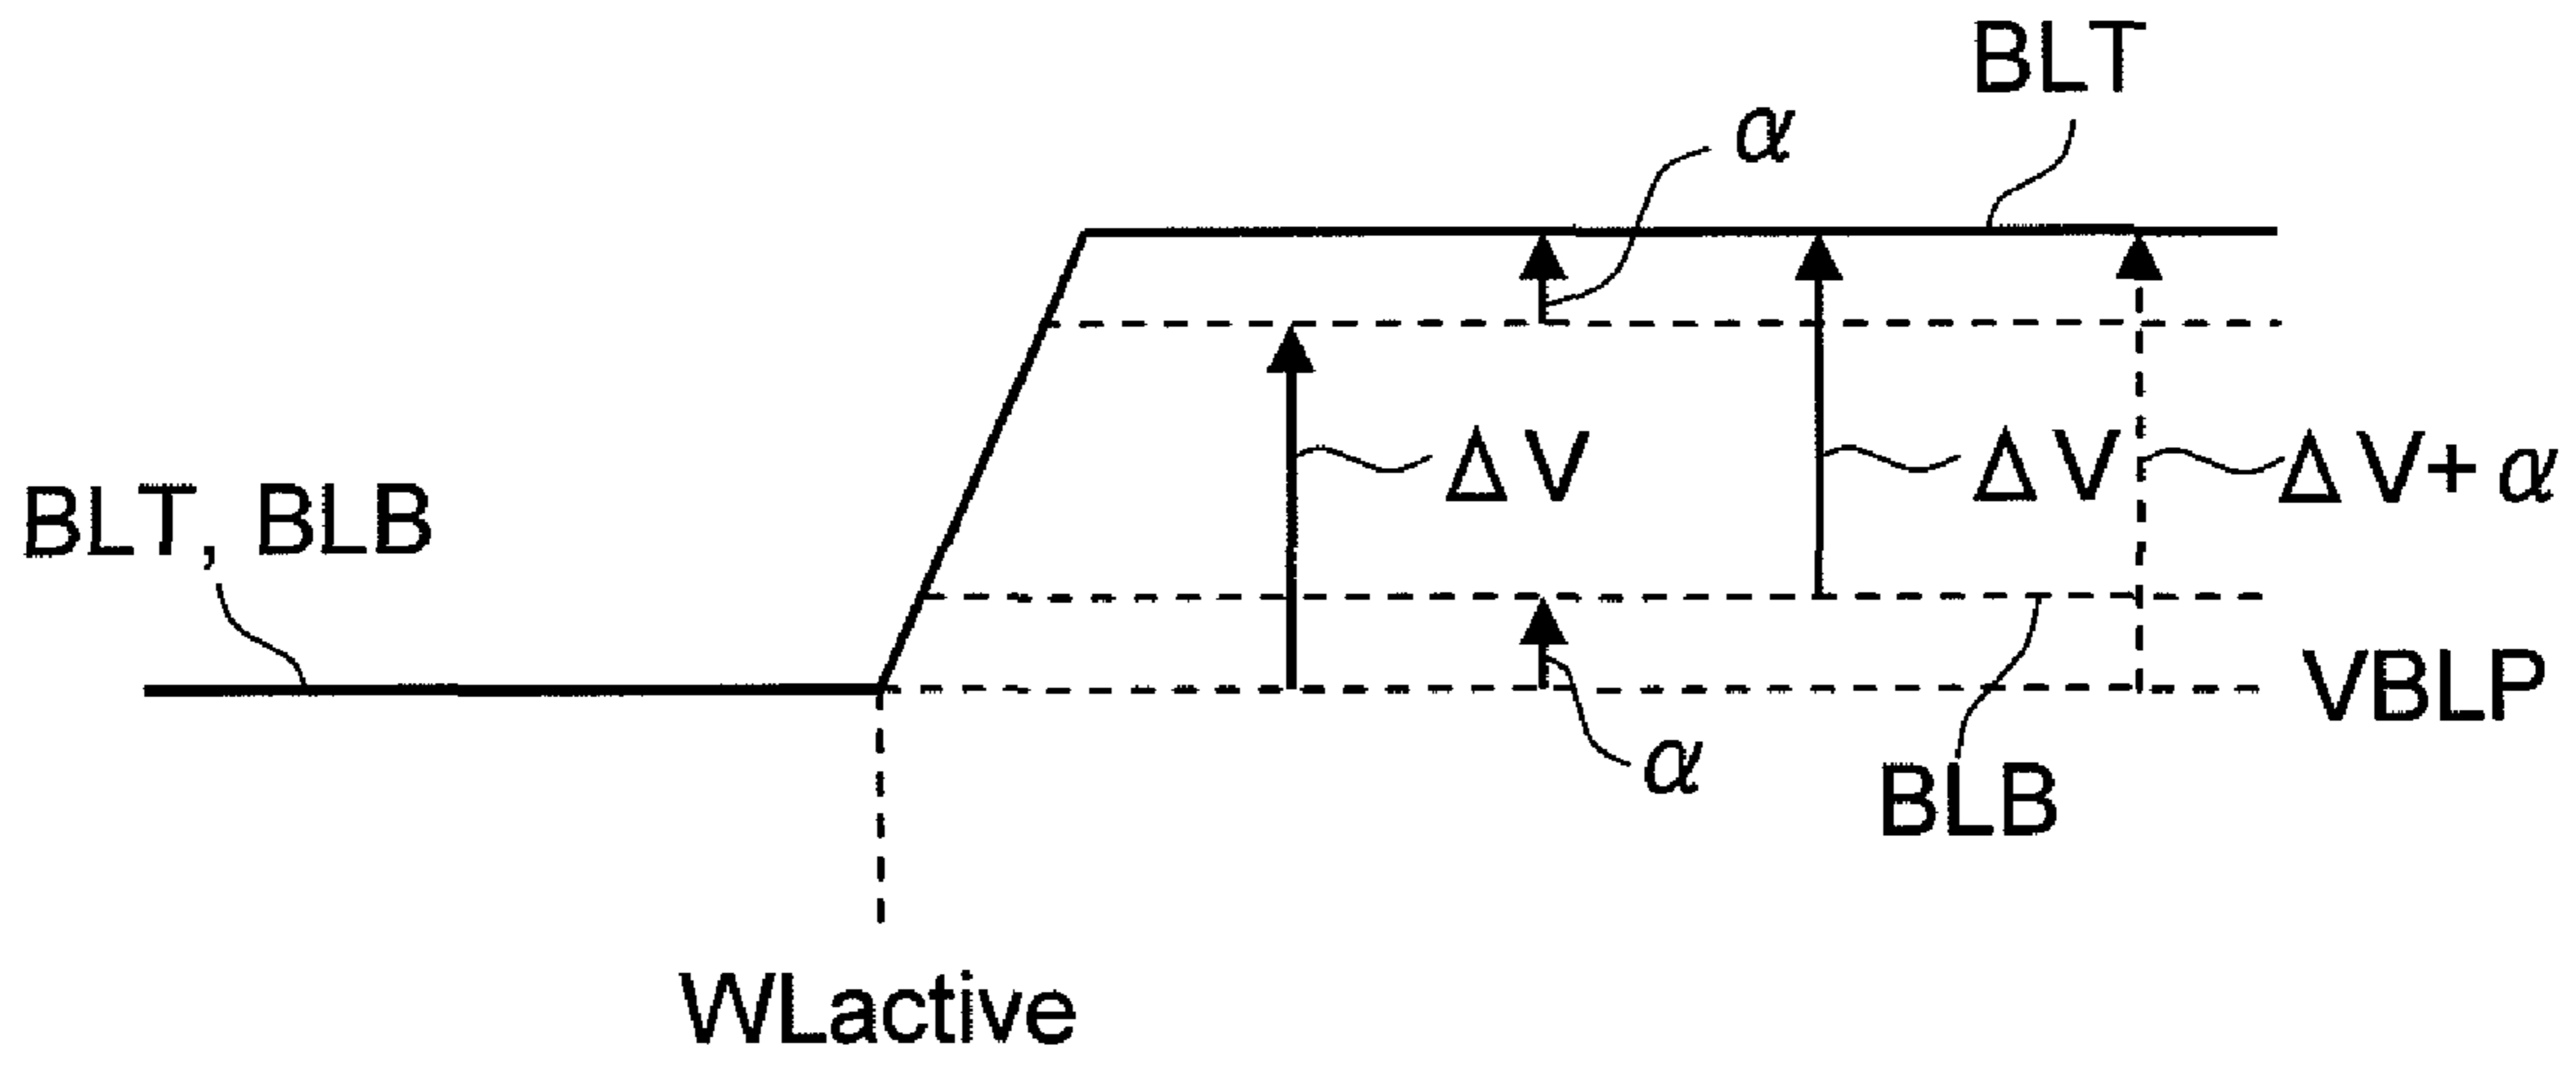 BLT
α
ΔV
ΔV
ΔV+α
BLT, BLB
VBLP
α
BLB
WLactive